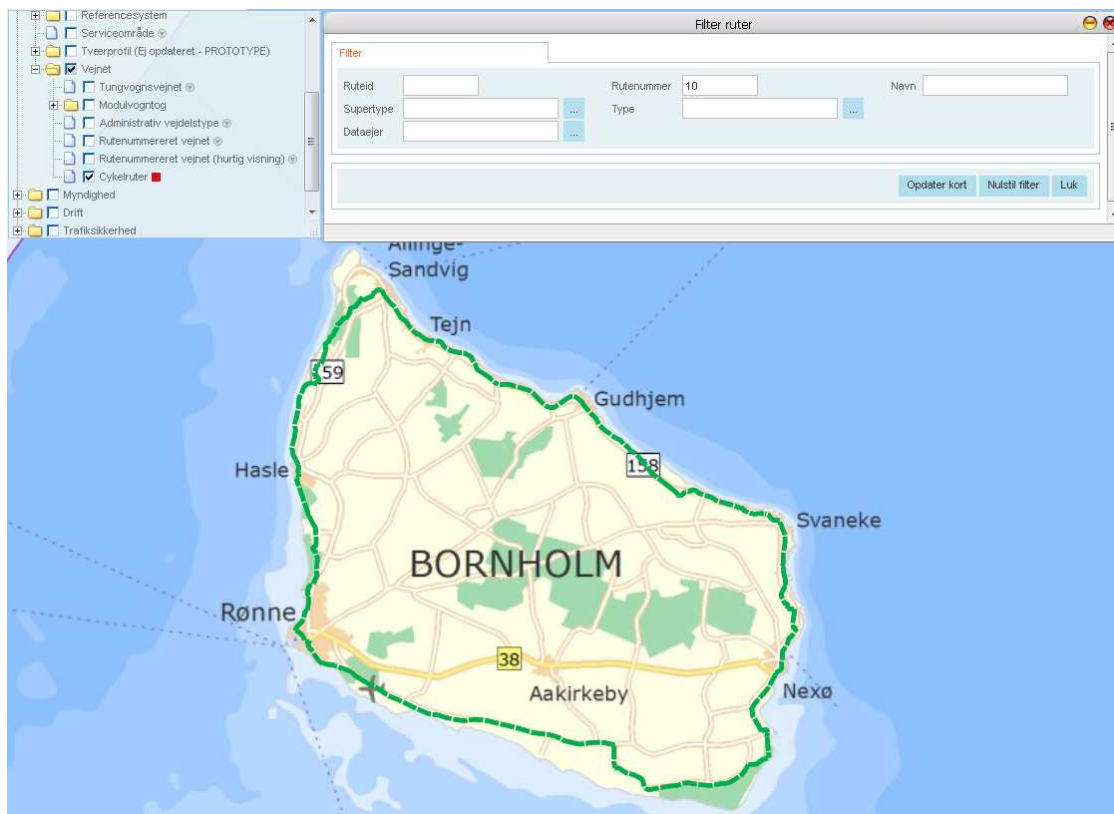 Referencesystem
Serviceområde
Tværprofil (Ej opdateret - PROTOTYPE)
Vejnet
Tungvognsvejnet
Modulvogntog
Administrativ vejdelstype
Rutenummereret vejnet
Rutenummereret vejnet (hurtig visning)
Cykelruter
Myndighed
Drift
Trafiksikkerhed
Filter ruter
Filter
Ruteid Rutenummer 10 Navn
Supertype ... Type ...
Dataejer ...
Opdater kort Nulstil filter Luk
Allinge-
Sandvig
Tejn
159
Gudhjem
158
Hasle
Svaneke
BORNHOLM
Rønne
38
Aakirkeby
Nexø